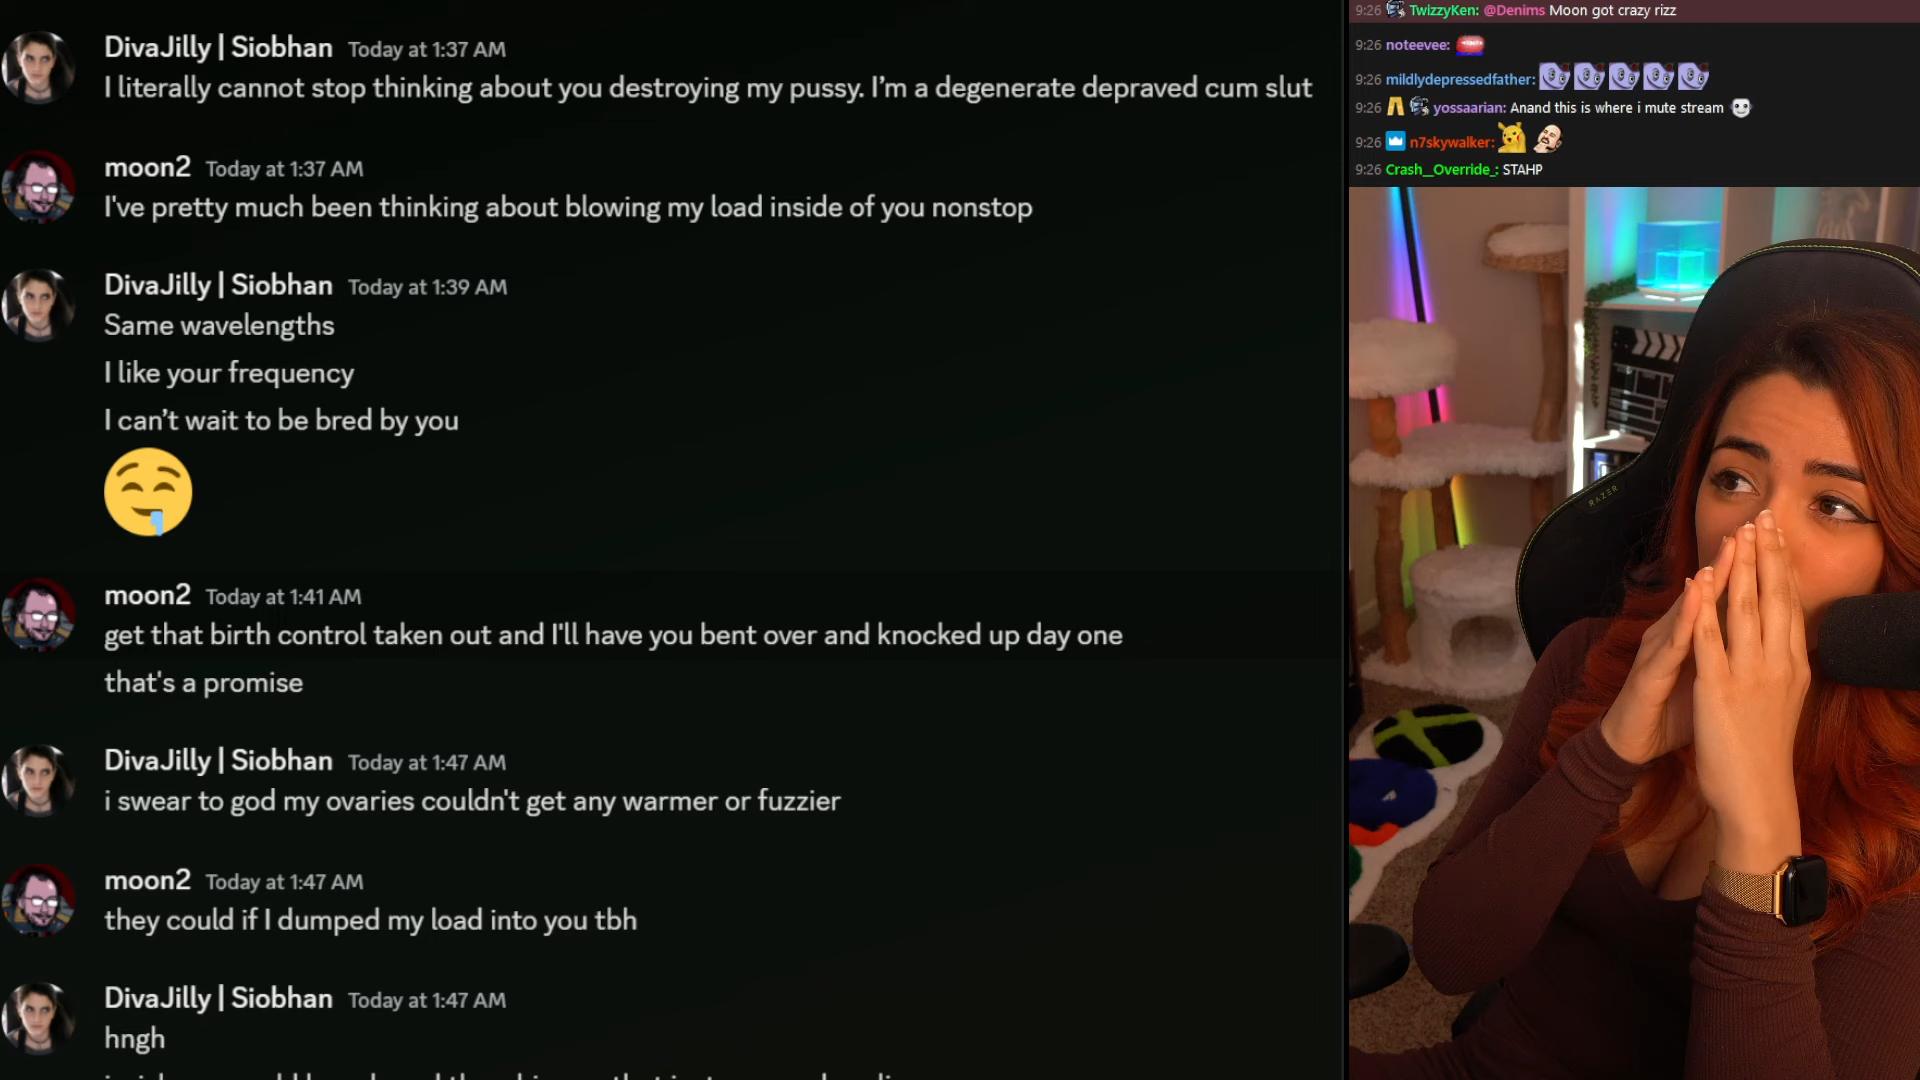 DivaJilly | Siobhan Today at 1:37 AM
I literally cannot stop thinking about you destroying my pussy. I'm a degenerate depraved cum slut
moon2 Today at 1:37 AM
I've pretty much been thinking about blowing my load inside of you nonstop
DivaJilly | Siobhan Today at 1:39 AM
Same wavelengths
I like your frequency
I can't wait to be bred by you
moon2 Today at 1:41 AM
get that birth control taken out and I'll have you bent over and knocked up day one
that's a promise
DivaJilly | Siobhan Today at 1:47 AM
i swear to god my ovaries couldn't get any warmer or fuzzier
moon2 Today at 1:47 AM
they could if I dumped my load into you tbh
DivaJilly | Siobhan Today at 1:47 AM
hngh
9:26 TwizzyKen: @Denims Moon got crazy rizz
9:26 noteevee:
9:26 mildlydepressedfather:
9:26 yossaarian: Anand this is where i mute stream
9:26 n7skywalker:
9:26 Crash__Override_: STAHP
RAZER